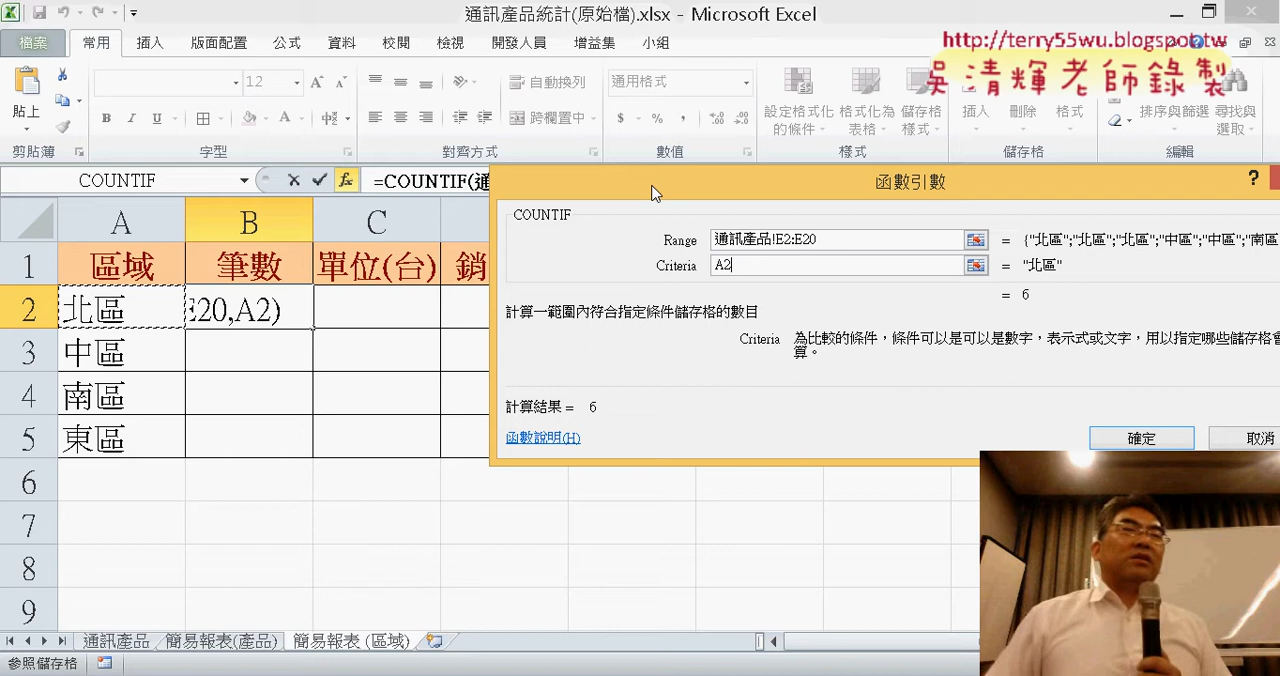 通訊產品統計(原始檔).xlsx - Microsoft Excel
檔案 常用 插入 版面配置 公式 資料 校閱 檢視 開發人員 增益集 小組
http://terry55wu.blogspot.tw
吳清輝老師錄製
貼上 12 自動換列 通用格式
B I U A 中 跨欄置中 $ % ,
設定格式化的條件 格式化為表格 儲存格樣式 插入 刪除 格式 排序與篩選 尋找與選取
剪貼簿 字型 對齊方式 數值 樣式 儲存格 編輯
COUNTIF fx =COUNTIF(通
函數引數 ?
A B C
COUNTIF
Range 通訊產品!E2:E20 = {"北區";"北區";"北區";"中區";"中區";"南區
Criteria A2 = "北區"
= 6
1 區域 筆數 單位(台) 銷
2 北區 E20,A2)
3 中區
4 南區
5 東區
6
7
8
9
計算一範圍內符合指定條件儲存格的數目
Criteria 為比較的條件，條件可以是可以是數字，表示式或文字，用以指定哪些儲存格會
算。
計算結果 = 6
函數說明(H) 確定 取消
通訊產品 簡易報表(產品) 簡易報表 (區域)
參照儲存格